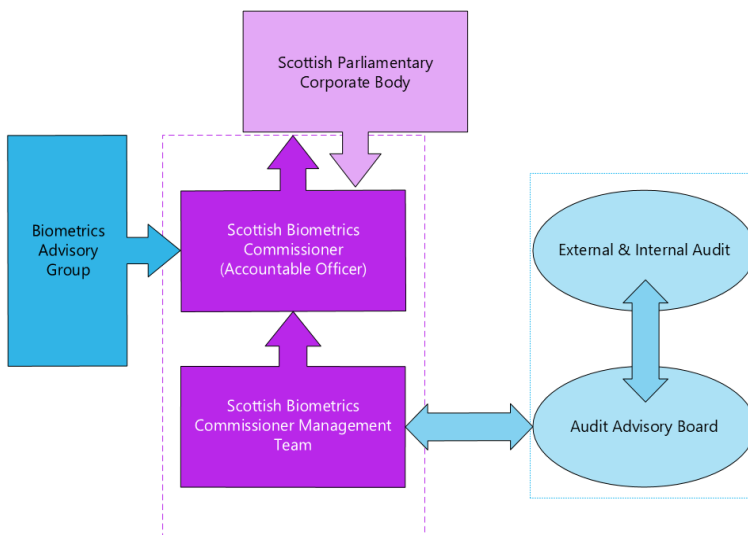 Scottish Parliamentary
Corporate Body
Biometrics
Advisory
Group
Scottish Biometrics
Commissioner
(Accountable Officer)
External & Internal Audit
Scottish Biometrics
Commissioner Management
Team
Audit Advisory Board